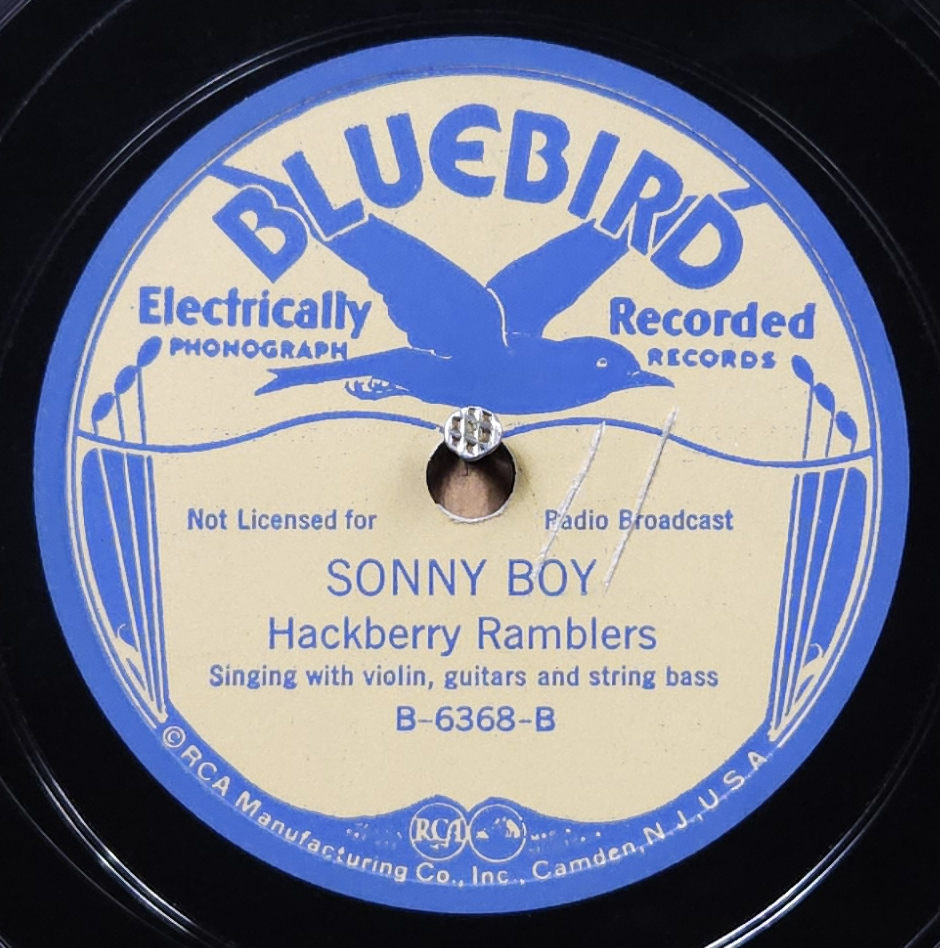 BLUEBIRD
Electrically Recorded
PHONOGRAPH RECORDS
Not Licensed for Radio Broadcast
SONNY BOY
Hackberry Ramblers
Singing with violin, guitars and string bass
B-6368-B
RCA
©RCA Manufacturing Co., Inc., Camden, N.J., U.S.A